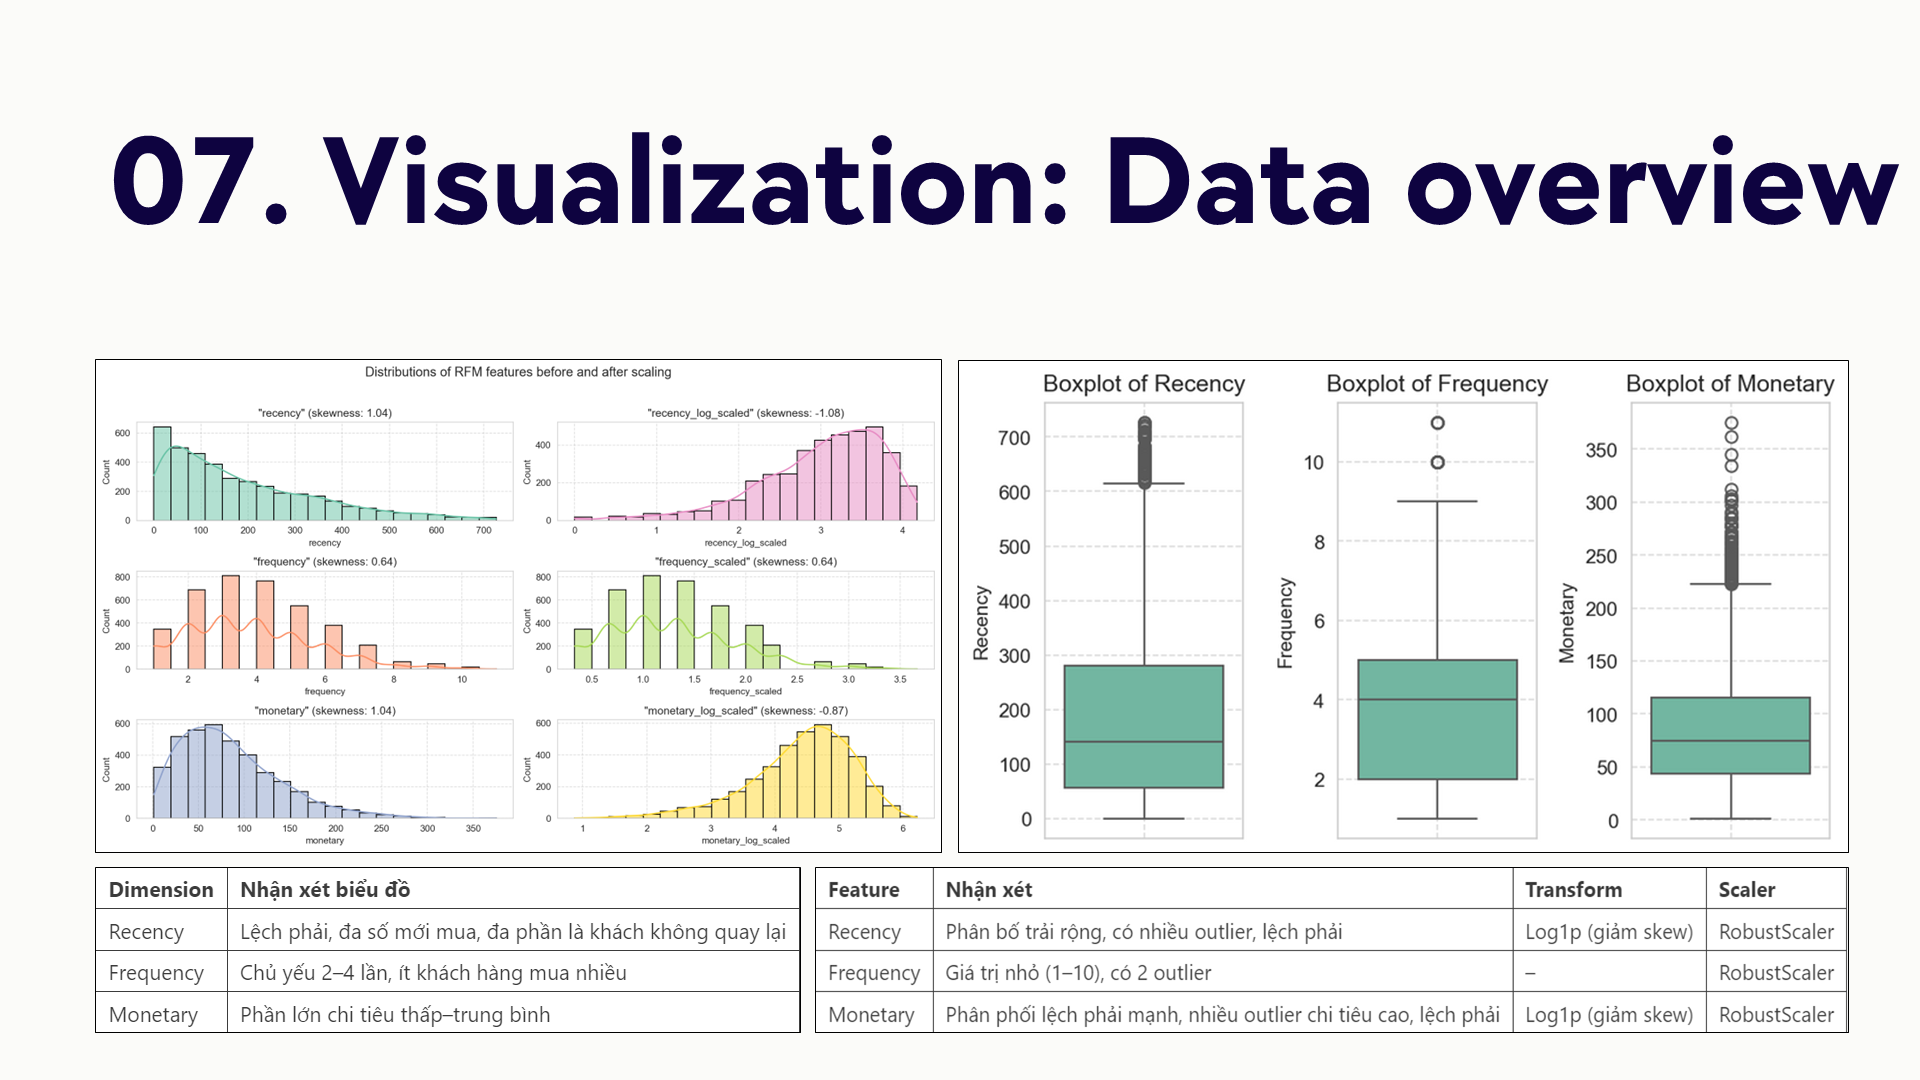 07. Visualization: Data overview
Distributions of RFM features before and after scaling
"recency" (skewness: 1.04)
Count
600
400
200
0
0 100 200 300 400 500 600 700
recency
"recency_log_scaled" (skewness: -1.08)
Count
400
200
0
0 1 2 3 4
recency_log_scaled
"frequency" (skewness: 0.64)
Count
800
600
400
200
0
2 4 6 8 10
frequency
"frequency_scaled" (skewness: 0.64)
Count
800
600
400
200
0
0.5 1.0 1.5 2.0 2.5 3.0 3.5
frequency_scaled
"monetary" (skewness: 1.04)
Count
600
400
200
0
0 50 100 150 200 250 300 350
monetary
"monetary_log_scaled" (skewness: -0.87)
Count
600
400
200
0
1 2 3 4 5 6
monetary_log_scaled
Boxplot of Recency
Recency
700
600
500
400
300
200
100
0
Boxplot of Frequency
Frequency
10
8
6
4
2
Boxplot of Monetary
Monetary
350
300
250
200
150
100
50
0
Dimension Nhận xét biểu đồ
Recency Lệch phải, đa số mới mua, đa phần là khách không quay lại
Frequency Chủ yếu 2–4 lần, ít khách hàng mua nhiều
Monetary Phần lớn chi tiêu thấp–trung bình
Feature Nhận xét Transform Scaler
Recency Phân bố trải rộng, có nhiều outlier, lệch phải Log1p (giảm skew) RobustScaler
Frequency Giá trị nhỏ (1–10), có 2 outlier – RobustScaler
Monetary Phân phối lệch phải mạnh, nhiều outlier chi tiêu cao, lệch phải Log1p (giảm skew) RobustScaler